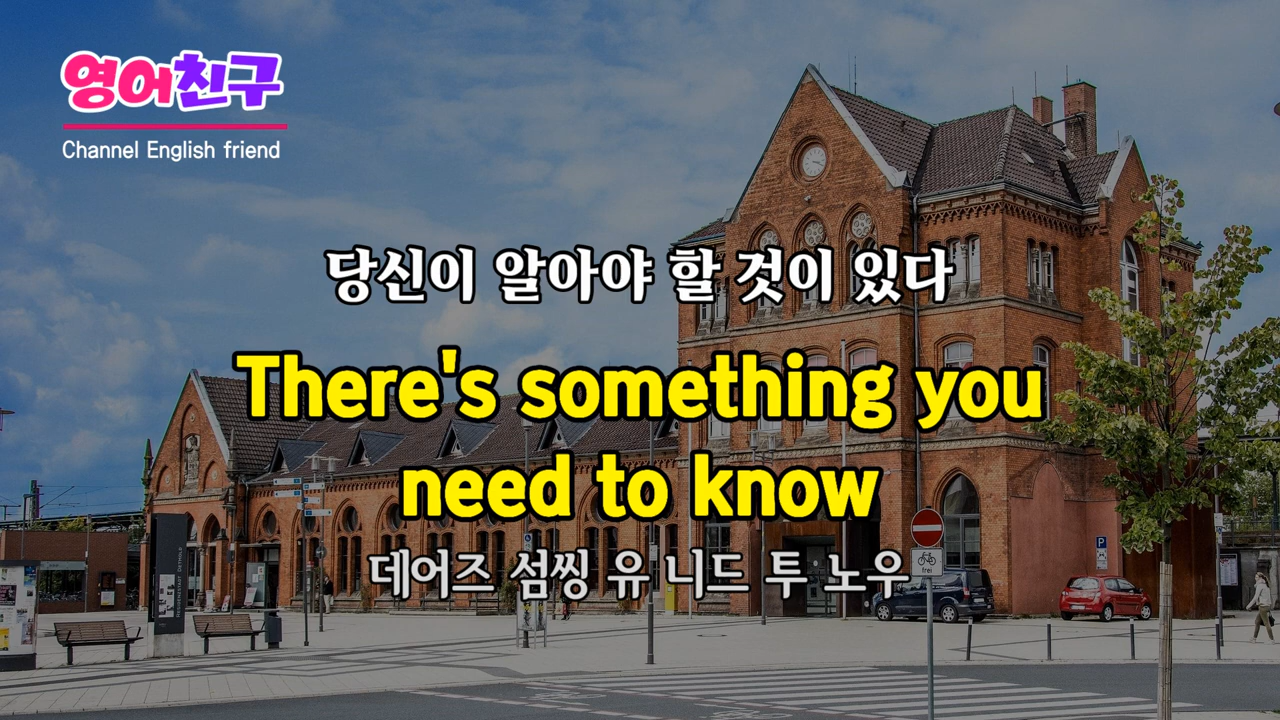 영어친구
Channel English friend
당신이 알아야 할 것이 있다
There's something you
need to know
데어즈 섬씽 유 니드 투 노우
P
frei